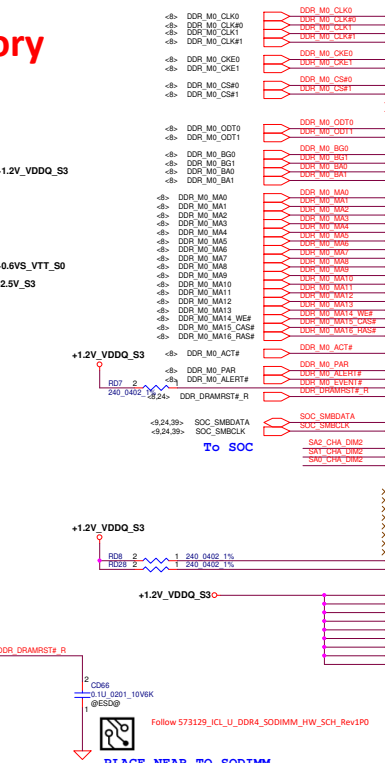 ory
<8> DDR_M0_CLK0 DDR_M0_CLK0
<8> DDR_M0_CLK#0 DDR_M0_CLK#0
<8> DDR_M0_CLK1 DDR_M0_CLK1
<8> DDR_M0_CLK#1 DDR_M0_CLK#1
<8> DDR_M0_CKE0 DDR_M0_CKE0
<8> DDR_M0_CKE1 DDR_M0_CKE1
<8> DDR_M0_CS#0 DDR_M0_CS#0
<8> DDR_M0_CS#1 DDR_M0_CS#1
<8> DDR_M0_ODT0 DDR_M0_ODT0
<8> DDR_M0_ODT1 DDR_M0_ODT1
<8> DDR_M0_BG0 DDR_M0_BG0
<8> DDR_M0_BG1 DDR_M0_BG1
<8> DDR_M0_BA0 DDR_M0_BA0
+1.2V_VDDQ_S3
<8> DDR_M0_BA1 DDR_M0_BA1
<8> DDR_M0_MA0 DDR_M0_MA0
<8> DDR_M0_MA1 DDR_M0_MA1
<8> DDR_M0_MA2 DDR_M0_MA2
<8> DDR_M0_MA3 DDR_M0_MA3
<8> DDR_M0_MA4 DDR_M0_MA4
<8> DDR_M0_MA5 DDR_M0_MA5
<8> DDR_M0_MA6 DDR_M0_MA6
<8> DDR_M0_MA7 DDR_M0_MA7
0.6VS_VTT_S0
<8> DDR_M0_MA8 DDR_M0_MA8
<8> DDR_M0_MA9 DDR_M0_MA9
2.5V_S3
<8> DDR_M0_MA10 DDR_M0_MA10
<8> DDR_M0_MA11 DDR_M0_MA11
<8> DDR_M0_MA12 DDR_M0_MA12
<8> DDR_M0_MA13 DDR_M0_MA13
<8> DDR_M0_MA14_WE# DDR_M0_MA14_WE#
<8> DDR_M0_MA15_CAS# DDR_M0_MA15_CAS#
<8> DDR_M0_MA16_RAS# DDR_M0_MA16_RAS#
+1.2V_VDDQ_S3
<8> DDR_M0_ACT# DDR_M0_ACT#
<8> DDR_M0_PAR DDR_M0_PAR
<8> DDR_M0_ALERT# DDR_M0_ALERT#
RD7 2 1 DDR_M0_EVENT#
240_0402_1%
<8,24> DDR_DRAMRST#_R DDR_DRAMRST#_R
<9,24,39> SOC_SMBDATA SOC_SMBDATA
<9,24,39> SOC_SMBCLK SOC_SMBCLK
To SOC
SA2_CHA_DIM2
SA1_CHA_DIM2
SA0_CHA_DIM2
+1.2V_VDDQ_S3
RD8 2 1 240_0402_1%
RD28 2 1 240_0402_1%
+1.2V_VDDQ_S3
DDR_DRAMRST#_R
2
CD66
0.1U_0201_10V6K
@ESD@
1
Follow 573129_ICL_U_DDR4_SODIMM_HW_SCH_Rev1P0
PLACE NEAR TO SODIMM